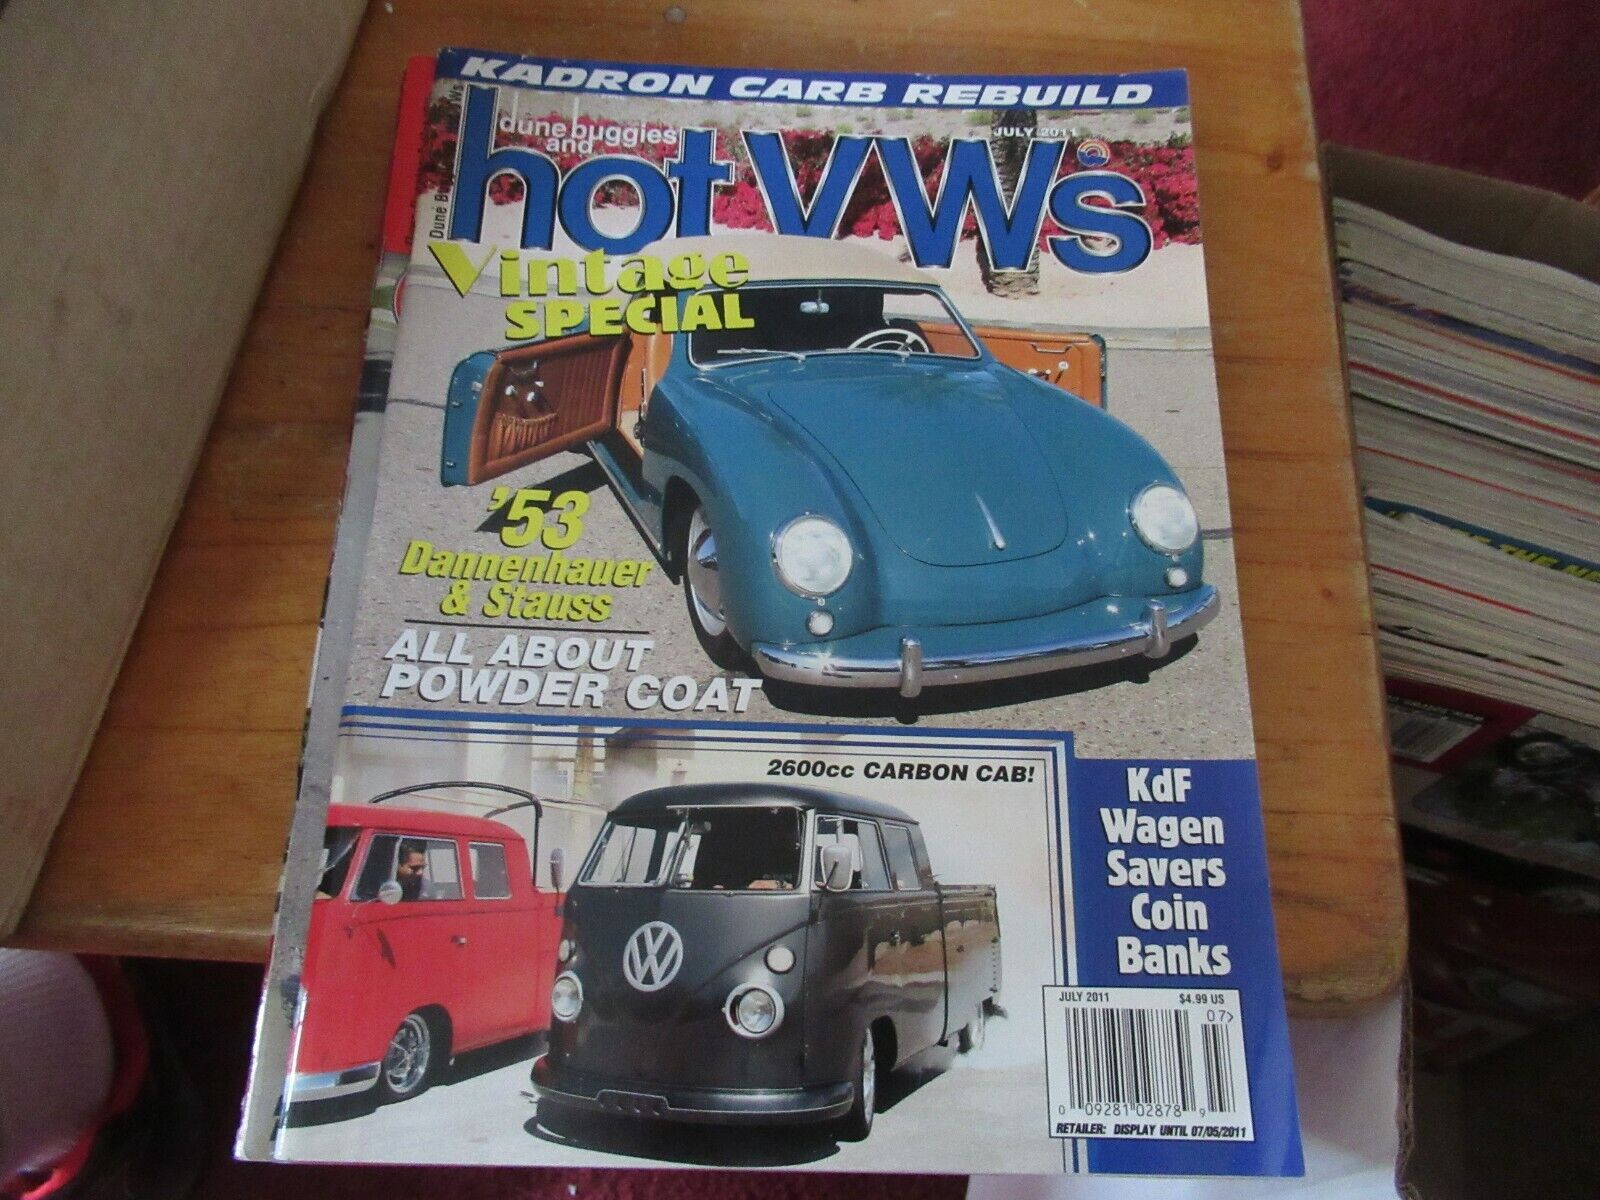 KADRON CARB REBUILD
dune buggies
and
JULY 2011
hot VWs
Vintage
SPECIAL
'53
Dannenhauer
& Stauss
ALL ABOUT
POWDER COAT
2600cc CARBON CAB!
KdF
Wagen
Savers
Coin
Banks
JULY 2011 $4.99 US
07>
0 09281 02878 9
RETAILER: DISPLAY UNTIL 07/05/2011